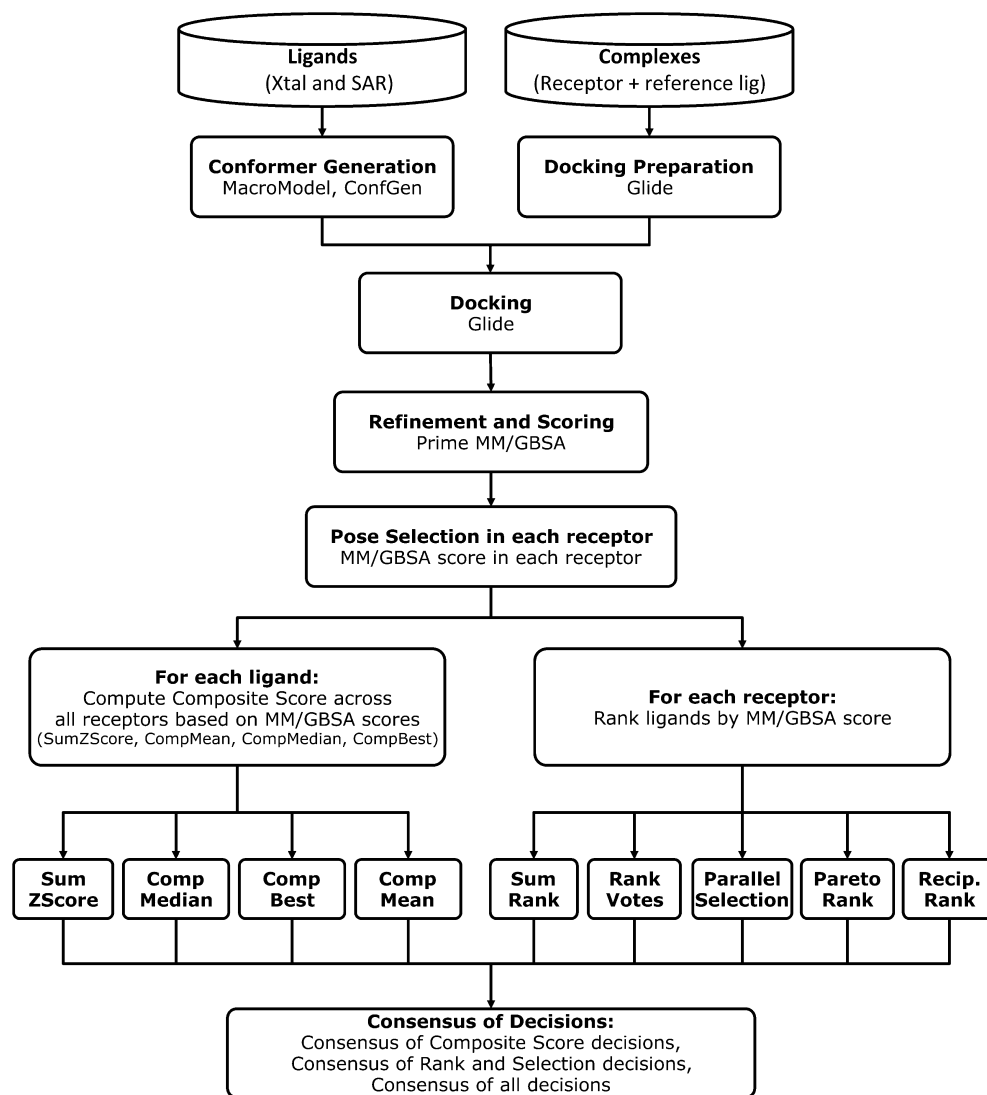 Ligands
(Xtal and SAR)
Complexes
(Receptor + reference lig)
Conformer Generation
MacroModel, ConfGen
Docking Preparation
Glide
Docking
Glide
Refinement and Scoring
Prime MM/GBSA
Pose Selection in each receptor
MM/GBSA score in each receptor
For each ligand:
Compute Composite Score across
all receptors based on MM/GBSA scores
(SumZScore, CompMean, CompMedian, CompBest)
For each receptor:
Rank ligands by MM/GBSA score
Sum
ZScore
Comp
Median
Comp
Best
Comp
Mean
Sum
Rank
Rank
Votes
Parallel
Selection
Pareto
Rank
Recip.
Rank
Consensus of Decisions:
Consensus of Composite Score decisions,
Consensus of Rank and Selection decisions,
Consensus of all decisions